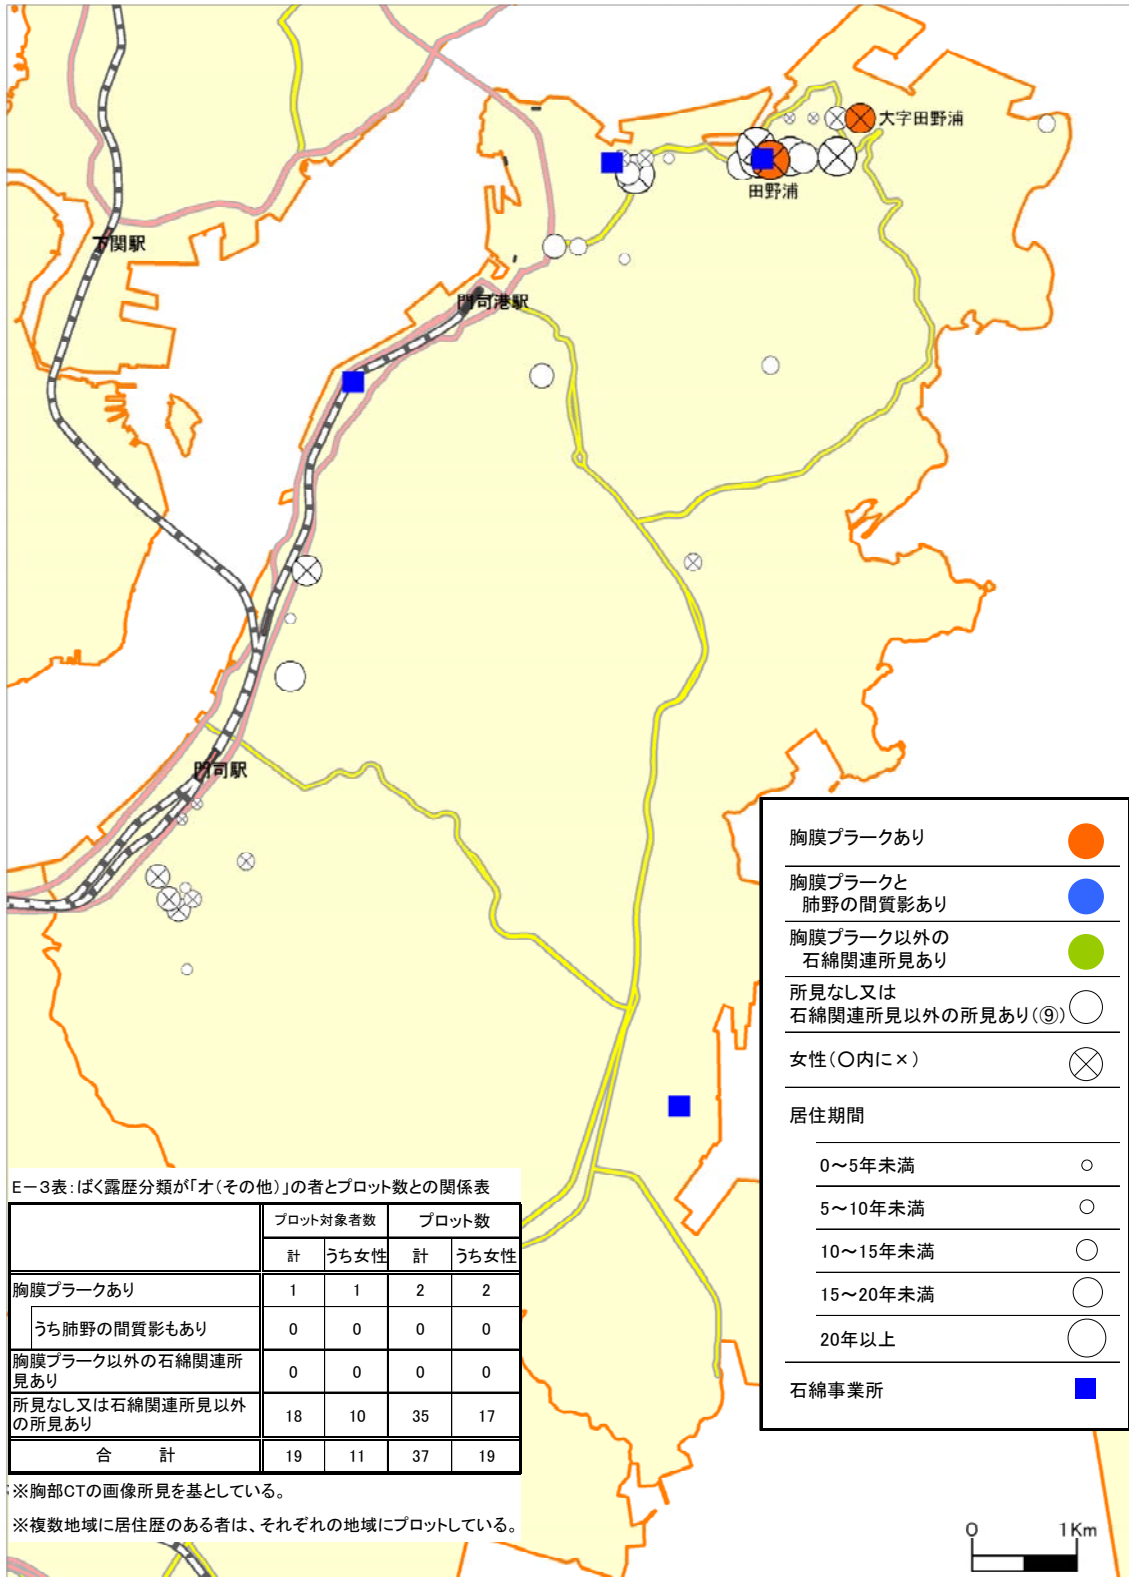 大字田野浦
田野浦
下関駅
門司港駅
門司駅
胸膜プラークあり
胸膜プラークと
肺野の間質影あり
胸膜プラーク以外の
石綿関連所見あり
所見なし又は
石綿関連所見以外の所見あり(⑨)
女性(○内に×)
居住期間
0~5年未満
5~10年未満
10~15年未満
15~20年未満
20年以上
石綿事業所
E-3表:ばく露歴分類が「オ(その他)」の者とプロット数との関係表
プロット対象者数 プロット数
計 うち女性 計 うち女性
胸膜プラークあり 1 1 2 2
うち肺野の間質影もあり 0 0 0 0
胸膜プラーク以外の石綿関連所
見あり 0 0 0 0
所見なし又は石綿関連所見以外
の所見あり 18 10 35 17
合 計 19 11 37 19
※胸部CTの画像所見を基としている。
※複数地域に居住歴のある者は、それぞれの地域にプロットしている。
0 1Km